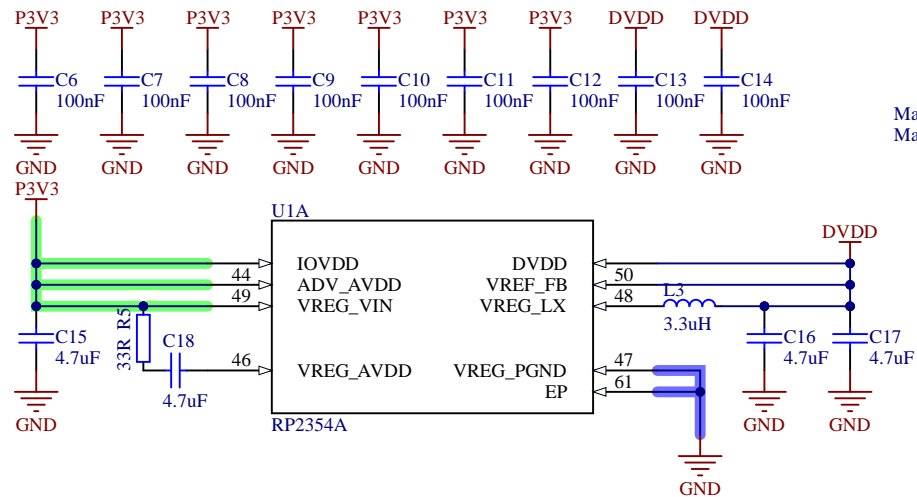 P3V3 P3V3 P3V3 P3V3 P3V3 P3V3 P3V3 DVDD DVDD
C6 C7 C8 C9 C10 C11 C12 C13 C14
100nF 100nF 100nF 100nF 100nF 100nF 100nF 100nF 100nF
Ma
Ma
GND GND GND GND GND GND GND GND GND
P3V3
U1A
DVDD
IOVDD DVDD
44 ADV_AVDD VREF_FB 50
49 VREG_VIN VREG_LX 48 L3
3.3uH
C15 4.7uF
33R R5
C18
4.7uF
C16 4.7uF
C17 4.7uF
46 VREG_AVDD VREG_PGND 47
EP 61
GND
RP2354A
GND GND
GND